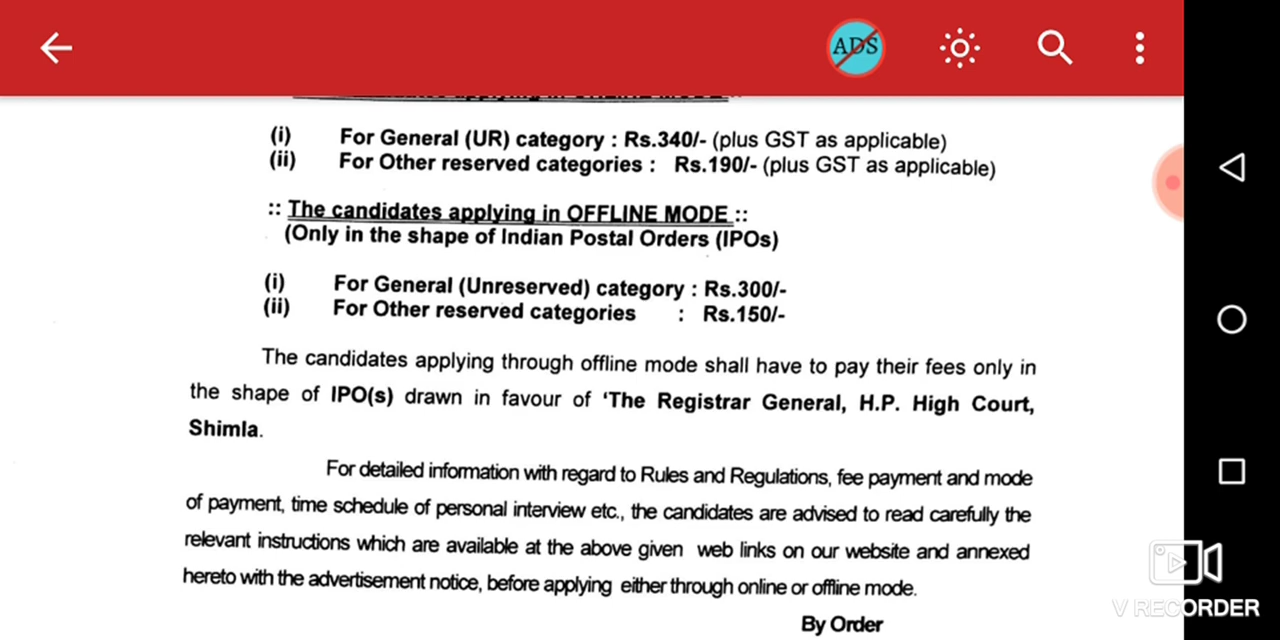 ADS
(i) For General (UR) category : Rs.340/- (plus GST as applicable)
(ii) For Other reserved categories : Rs.190/- (plus GST as applicable)
:: The candidates applying in OFFLINE MODE ::
(Only in the shape of Indian Postal Orders (IPOs)
(i) For General (Unreserved) category : Rs.300/-
(ii) For Other reserved categories : Rs.150/-
The candidates applying through offline mode shall have to pay their fees only in
the shape of IPO(s) drawn in favour of ‘The Registrar General, H.P. High Court,
Shimla.
For detailed information with regard to Rules and Regulations, fee payment and mode
of payment, time schedule of personal interview etc., the candidates are advised to read carefully the
relevant instructions which are available at the above given web links on our website and annexed
hereto with the advertisement notice, before applying either through online or offline mode.
By Order
V RECORDER